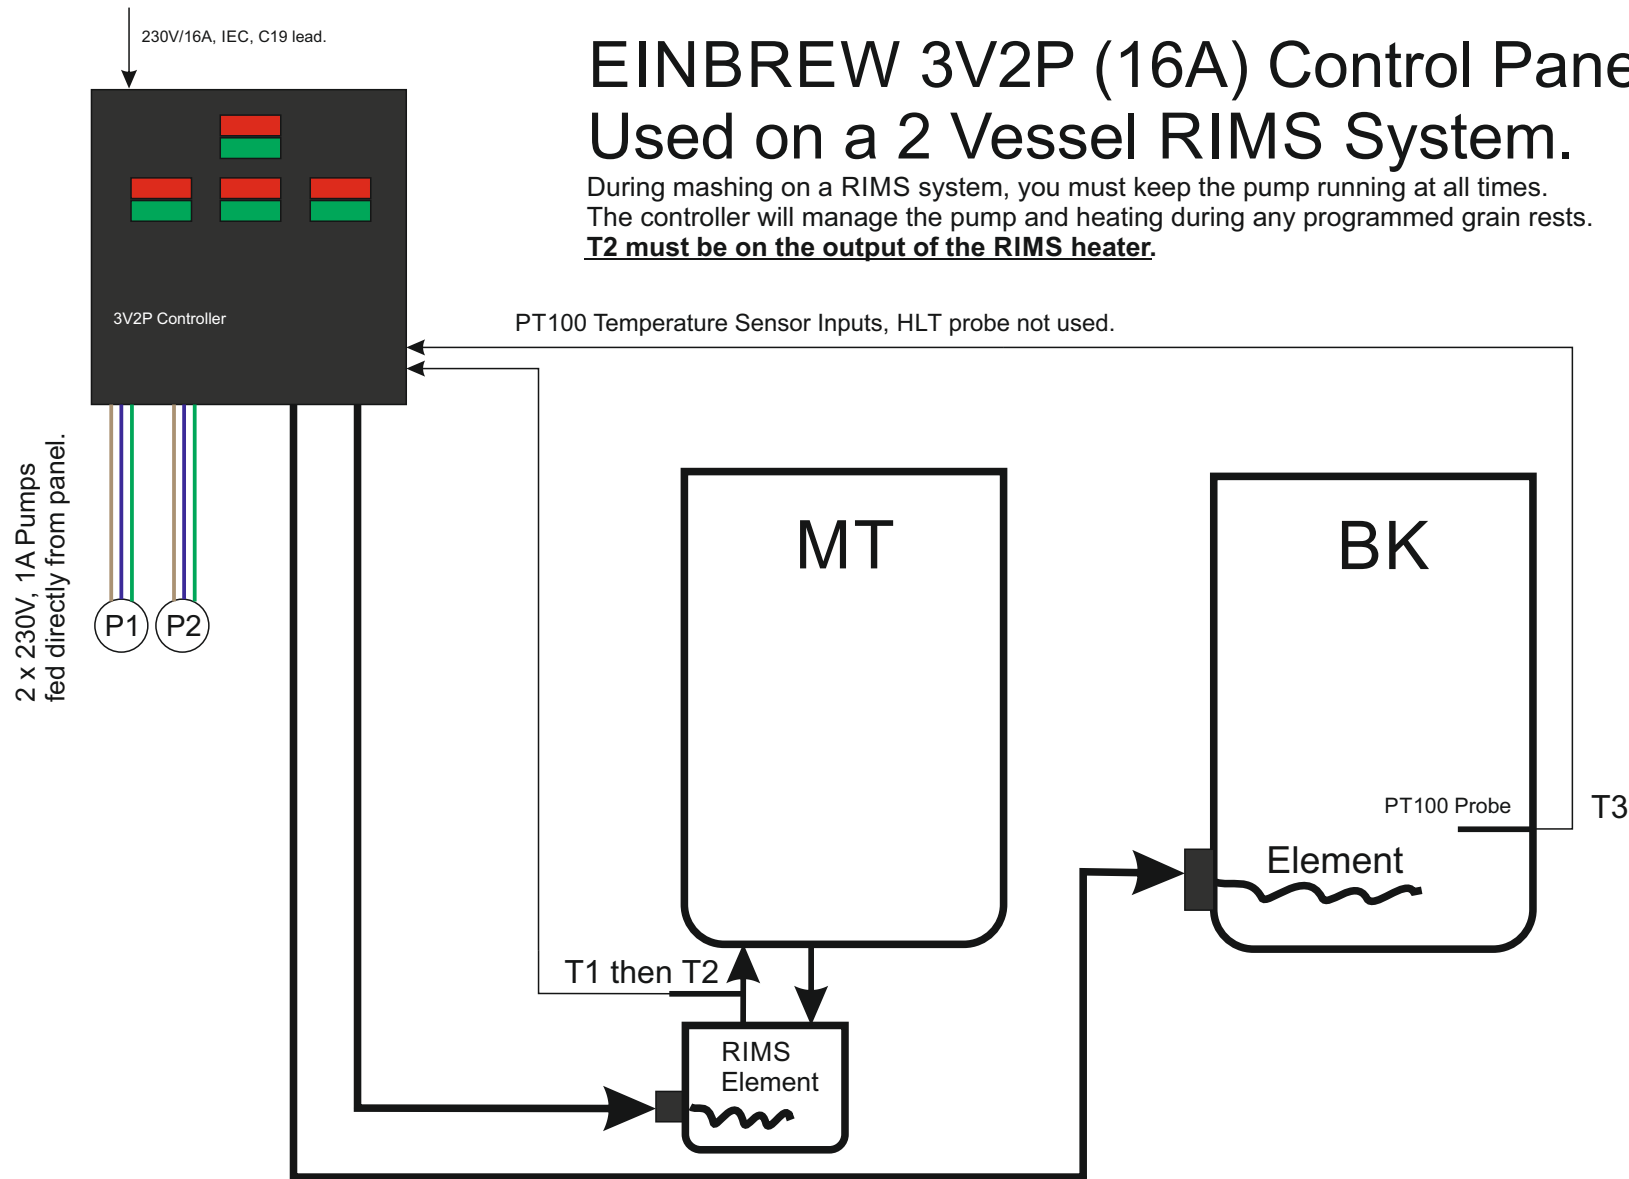 230V/16A, IEC, C19 lead.
EINBREW 3V2P (16A) Control Pane
Used on a 2 Vessel RIMS System.
During mashing on a RIMS system, you must keep the pump running at all times.
The controller will manage the pump and heating during any programmed grain rests.
T2 must be on the output of the RIMS heater.
3V2P Controller
PT100 Temperature Sensor Inputs, HLT probe not used.
2 x 230V, 1A Pumps
fed directly from panel.
P1 P2
MT
BK
PT100 Probe
T3
Element
T1 then T2
RIMS
Element